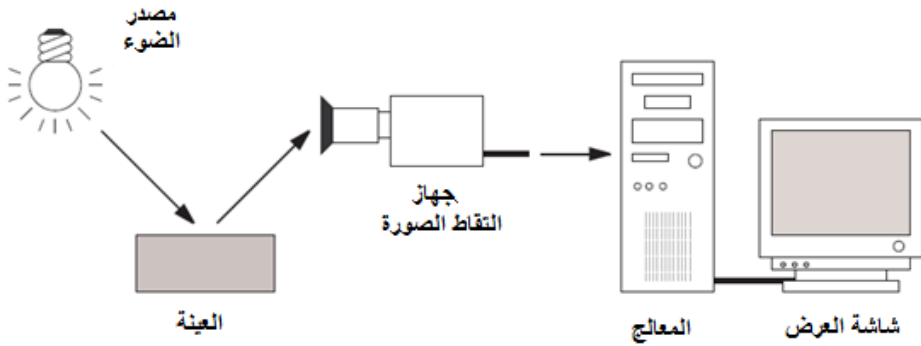 مصدر
الضوء
جهاز
التقاط الصورة
العينة
المعالج
شاشة العرض